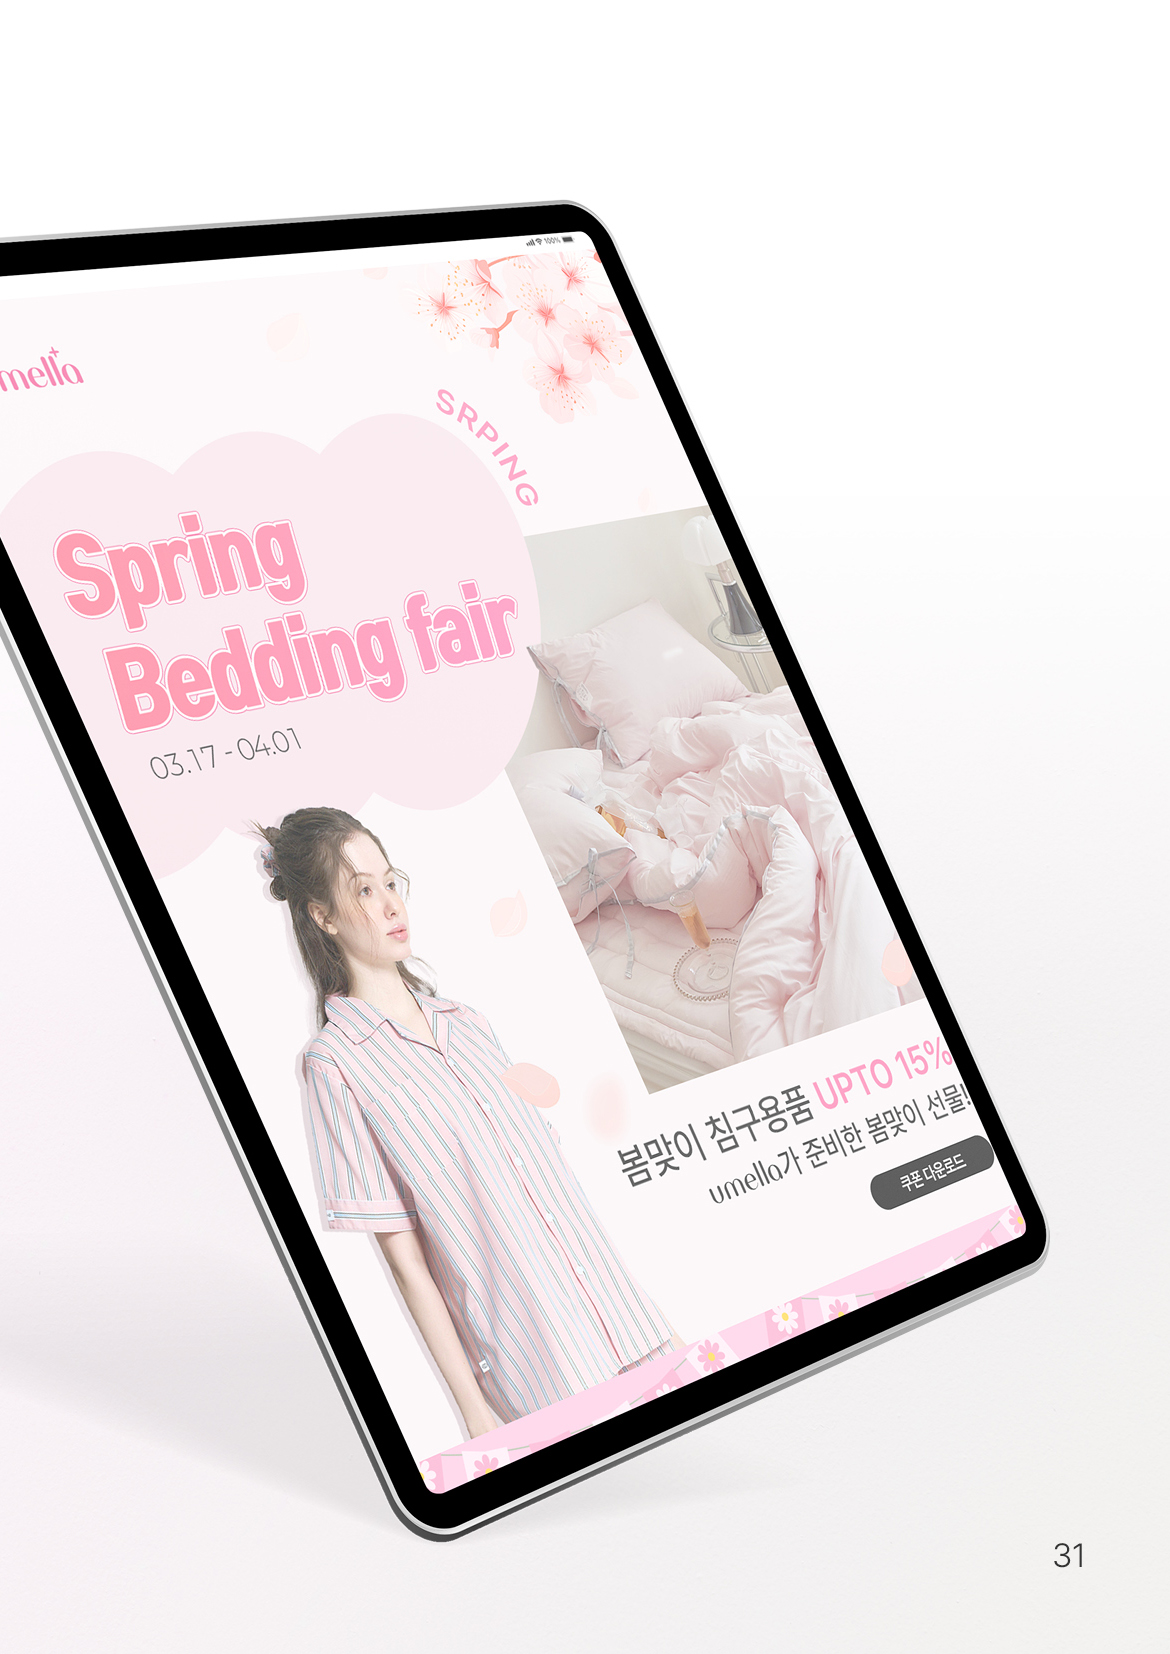 100%
mella
SRPING
Spring
Bedding fair
03.17 - 04.01
봄맞이 침구용품 UPTO 15%
umella가 준비한 봄맞이 선물!
쿠폰 다운로드
31